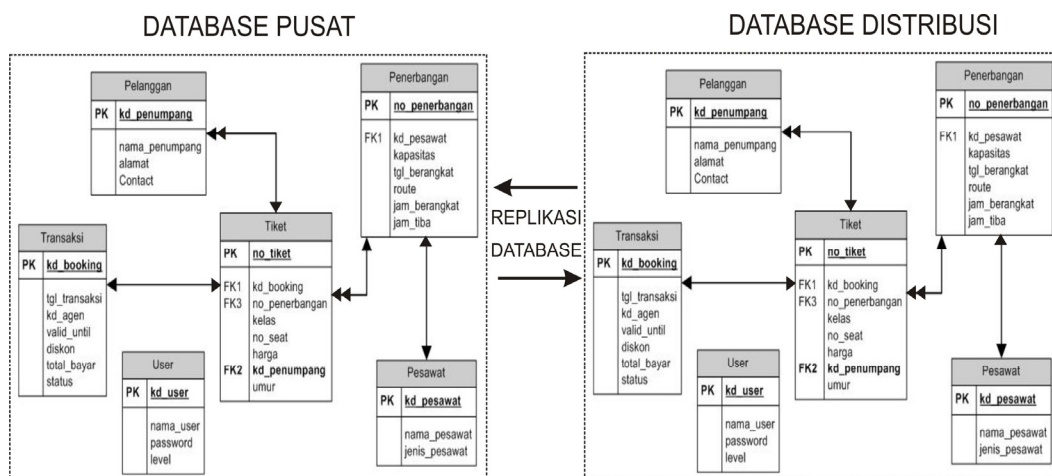 DATABASE PUSAT
Pelanggan
PK kd_penumpang
nama_penumpang
alamat
Contact
Penerbangan
PK no_penerbangan
FK1 kd_pesawat
kapasitas
tgl_berangkat
route
jam_berangkat
jam_tiba
Transaksi
PK kd_booking
tgl_transaksi
kd_agen
valid_until
diskon
total_bayar
status
Tiket
PK no_tiket
FK1 kd_booking
FK3 no_penerbangan
kelas
no_seat
harga
FK2 kd_penumpang
umur
User
PK kd_user
nama_user
password
level
Pesawat
PK kd_pesawat
nama_pesawat
jenis_pesawat
REPLIKASI
DATABASE
DATABASE DISTRIBUSI
Pelanggan
PK kd_penumpang
nama_penumpang
alamat
Contact
Penerbangan
PK no_penerbangan
FK1 kd_pesawat
kapasitas
tgl_berangkat
route
jam_berangkat
jam_tiba
Transaksi
PK kd_booking
tgl_transaksi
kd_agen
valid_until
diskon
total_bayar
status
Tiket
PK no_tiket
FK1 kd_booking
FK3 no_penerbangan
kelas
no_seat
harga
FK2 kd_penumpang
umur
User
PK kd_user
nama_user
password
level
Pesawat
PK kd_pesawat
nama_pesawat
jenis_pesawat